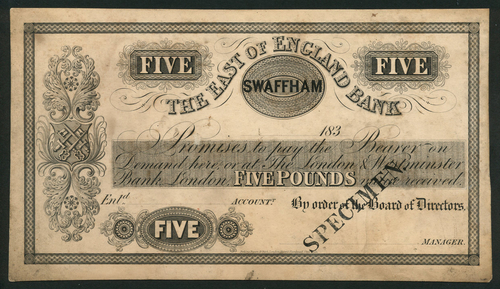 FIVE
FIVE
THE EAST OF ENGLAND BANK
SWAFFHAM
183
Promises to pay the Bearer on
Demand, here, or at The London & Westminster
Bank London FIVE POUNDS received.
Entd ACCOUNT.t By order of the Board of Directors.
SPECIMEN
FIVE
MANAGER.